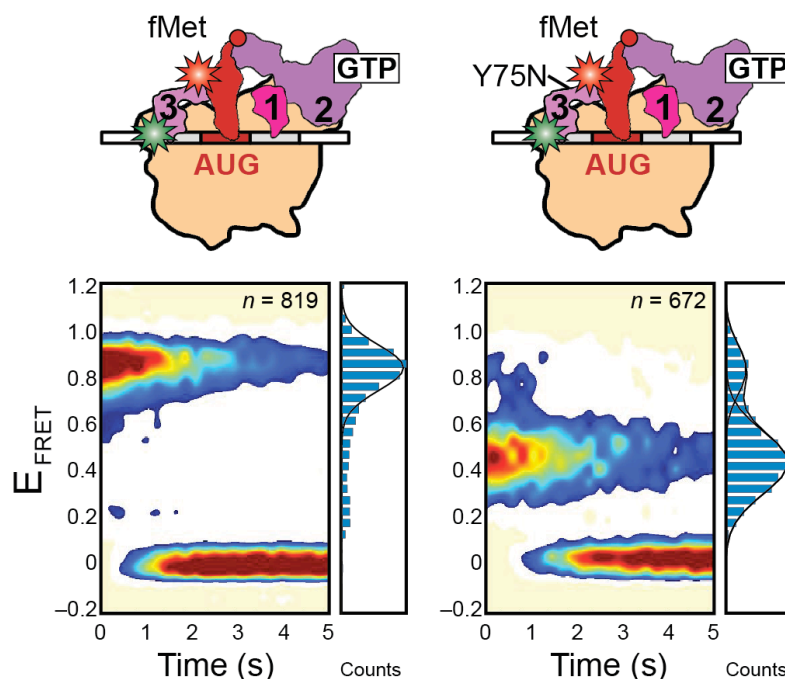 fMet
GTP
3
1
2
AUG
fMet
Y75N
GTP
3
1
2
AUG
E FRET
1.2
1.0
0.8
0.6
0.4
0.2
0
–0.2
n = 819
0 1 2 3 4 5
Time (s)
Counts
1.2
1.0
0.8
0.6
0.4
0.2
0
–0.2
n = 672
0 1 2 3 4 5
Time (s)
Counts